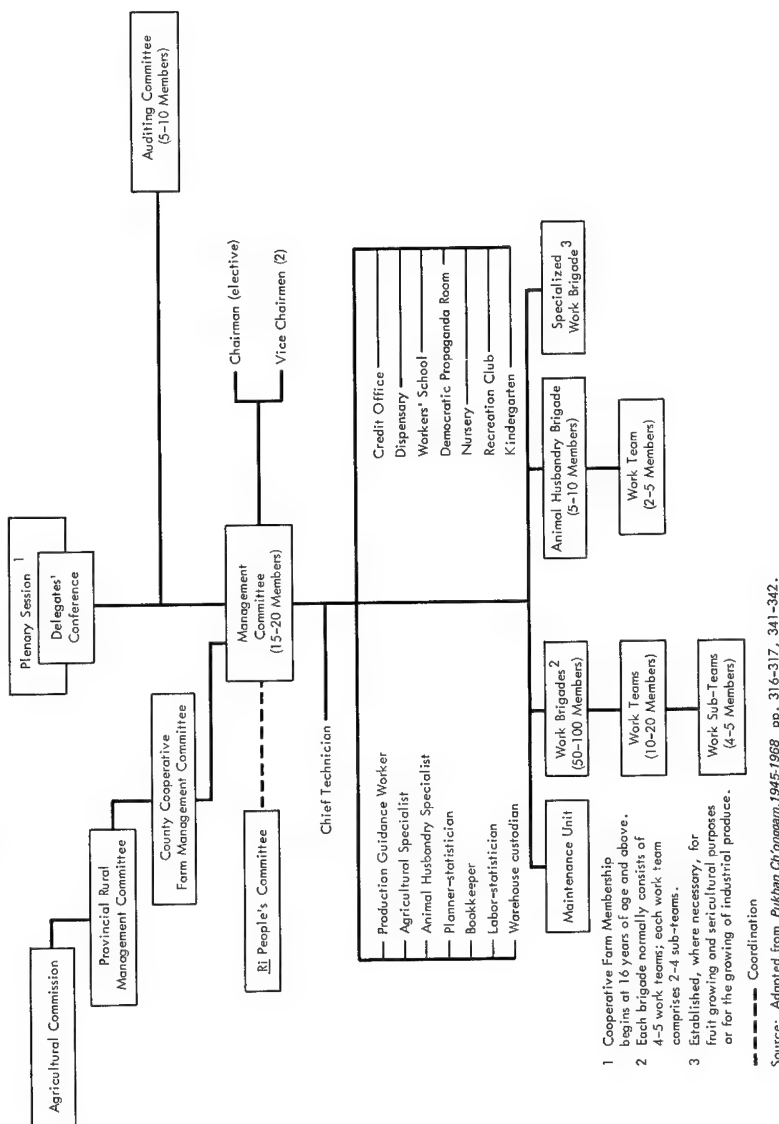 Plenary Session 1
Delegates'
Conference
Auditing Committee
(5-10 Members)
Agricultural Commission
Provincial Rural
Management Committee
County Cooperative
Farm Management Committee
Ri People's Committee
Management
Committee
(15-20 Members)
Chairman (elective)
Vice Chairmen (2)
Chief Technician
Production Guidance Worker
Agricultural Specialist
Animal Husbandry Specialist
Planner-statistician
Bookkeeper
Labor-statistician
Warehouse custodian
Credit Office
Dispensary
Workers' School
Democratic Propaganda Room
Nursery
Recreation Club
Kindergarten
Maintenance Unit
Work Brigades 2
(50-100 Members)
Work Teams
(10-20 Members)
Work Sub-Teams
(4-5 Members)
Animal Husbandry Brigade
(5-10 Members)
Work Team
(2-5 Members)
Specialized
Work Brigade 3
1 Cooperative Farm Membership
begins at 16 years of age and above.
2 Each brigade normally consists of
4-5 work teams; each work team
comprises 2-4 sub-teams.
3 Established, where necessary, for
fruit growing and sericultural purposes
or for the growing of industrial produce.
Coordination
Source: Adapted from Pukhan Ch'onggam, 1945-1968, pp. 316-317, 341-342.